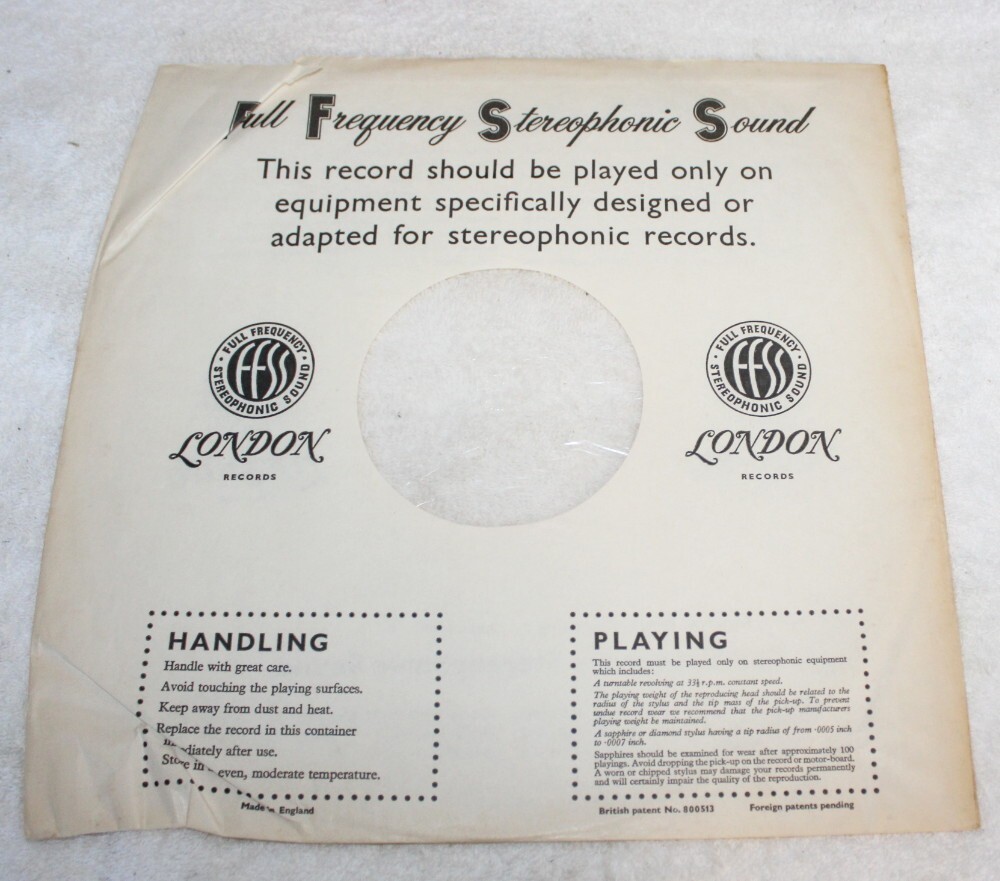 Full Frequency Stereophonic Sound
This record should be played only on
equipment specifically designed or
adapted for stereophonic records.
· FULL FREQUENCY · STEREOPHONIC SOUND
FFSS
LONDON
RECORDS
· FULL FREQUENCY · STEREOPHONIC SOUND
FFSS
LONDON
RECORDS
HANDLING
Handle with great care.
Avoid touching the playing surfaces.
Keep away from dust and heat.
Replace the record in this container
immediately after use.
Store in even, moderate temperature.
Made in England
PLAYING
This record must be played only on stereophonic equipment
which includes:
A turntable revolving at 33⅓ r.p.m. constant speed.
The playing weight of the reproducing head should be related to the
radius of the stylus and the tip mass of the pick-up. To prevent
undue record wear we recommend that the pick-up manufacturers
playing weight be maintained.
A sapphire or diamond stylus having a tip radius of from ·0005 inch
to ·0007 inch.
Sapphires should be examined for wear after approximately 100
playings. Avoid dropping the pick-up on the record or motor-board.
A worn or chipped stylus may damage your records permanently
and will certainly impair the quality of the reproduction.
British patent No. 800513 Foreign patents pending